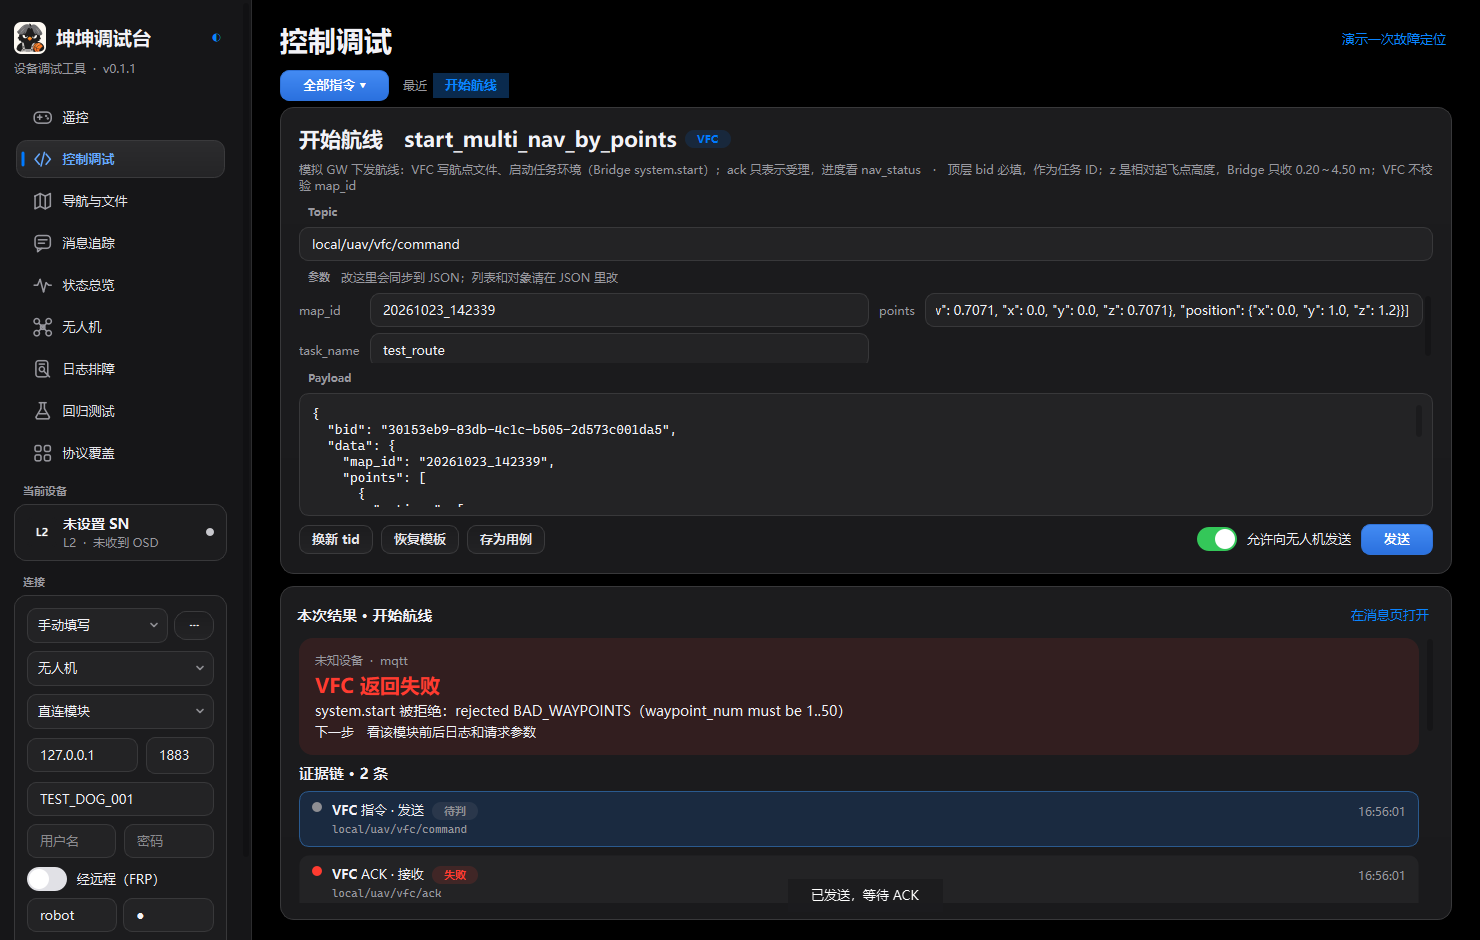 坤坤调试台
设备调试工具 · v0.1.1
遥控
控制调试
导航与文件
消息追踪
状态总览
无人机
日志排障
回归测试
协议覆盖
当前设备
L2
未设置 SN
L2 · 未收到 OSD
连接
手动填写
...
无人机
直连模块
127.0.0.1
1883
TEST_DOG_001
用户名
密码
经远程（FRP）
robot
控制调试
演示一次故障定位
全部指令 ▾
最近
开始航线
开始航线 start_multi_nav_by_points VFC
模拟 GW 下发航线：VFC 写航点文件、启动任务环境（Bridge system.start）；ack 只表示受理，进度看 nav_status · 顶层 bid 必填，作为任务 ID；z 是相对起飞点高度，Bridge 只收 0.20～4.50 m；VFC 不校
验 map_id
Topic
local/uav/vfc/command
参数 改这里会同步到 JSON；列表和对象请在 JSON 里改
map_id
20261023_142339
points
": 0.7071, "x": 0.0, "y": 0.0, "z": 0.7071}, "position": {"x": 0.0, "y": 1.0, "z": 1.2}}]
task_name
test_route
Payload
{
"bid": "30153eb9-83db-4c1c-b505-2d573c001da5",
"data": {
"map_id": "20261023_142339",
"points": [
{
换新 tid
恢复模板
存为用例
允许向无人机发送
发送
本次结果 • 开始航线
在消息页打开
未知设备 · mqtt
VFC 返回失败
system.start 被拒绝：rejected BAD_WAYPOINTS（waypoint_num must be 1..50）
下一步 看该模块前后日志和请求参数
证据链 • 2 条
VFC 指令 · 发送 待判
16:56:01
local/uav/vfc/command
VFC ACK · 接收 失败
16:56:01
local/uav/vfc/ack
已发送，等待 ACK